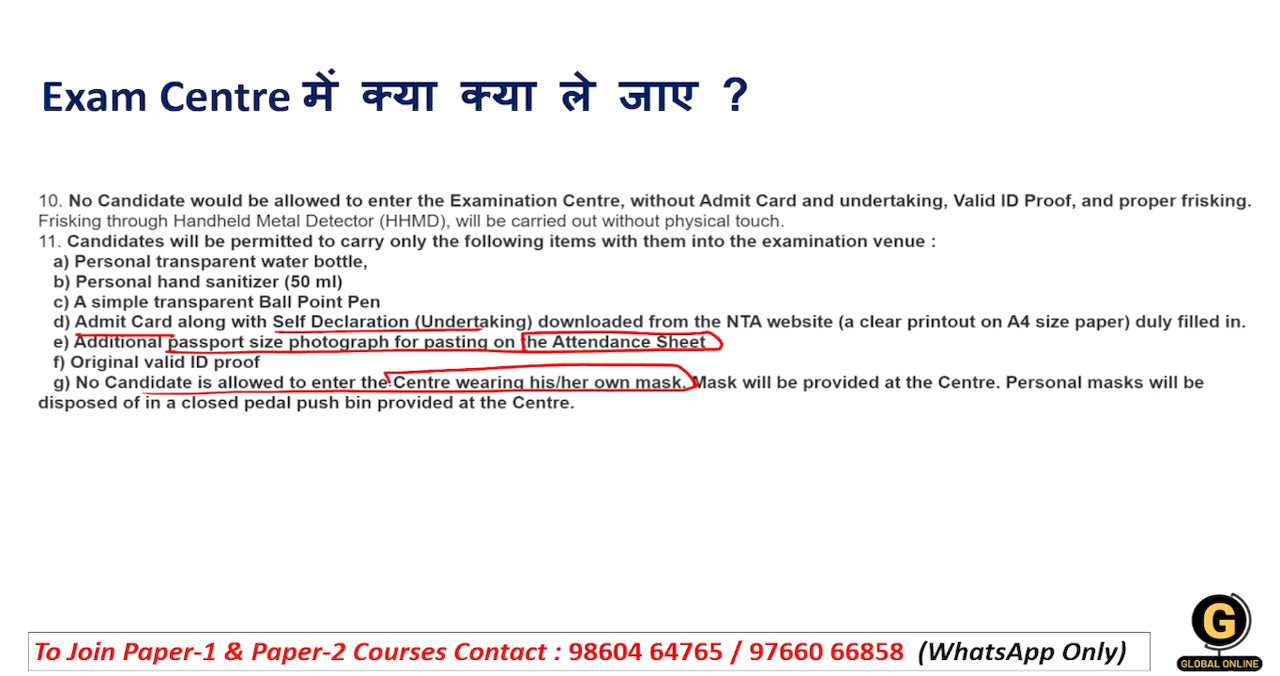 Exam Centre में क्या क्या ले जाए ?
10. No Candidate would be allowed to enter the Examination Centre, without Admit Card and undertaking, Valid ID Proof, and proper frisking.
Frisking through Handheld Metal Detector (HHMD), will be carried out without physical touch.
11. Candidates will be permitted to carry only the following items with them into the examination venue :
a) Personal transparent water bottle,
b) Personal hand sanitizer (50 ml)
c) A simple transparent Ball Point Pen
d) Admit Card along with Self Declaration (Undertaking) downloaded from the NTA website (a clear printout on A4 size paper) duly filled in.
e) Additional passport size photograph for pasting on the Attendance Sheet
f) Original valid ID proof
g) No Candidate is allowed to enter the Centre wearing his/her own mask. Mask will be provided at the Centre. Personal masks will be
disposed of in a closed pedal push bin provided at the Centre.
To Join Paper-1 & Paper-2 Courses Contact : 98604 64765 / 97660 66858 (WhatsApp Only)
G
GLOBAL ONLINE